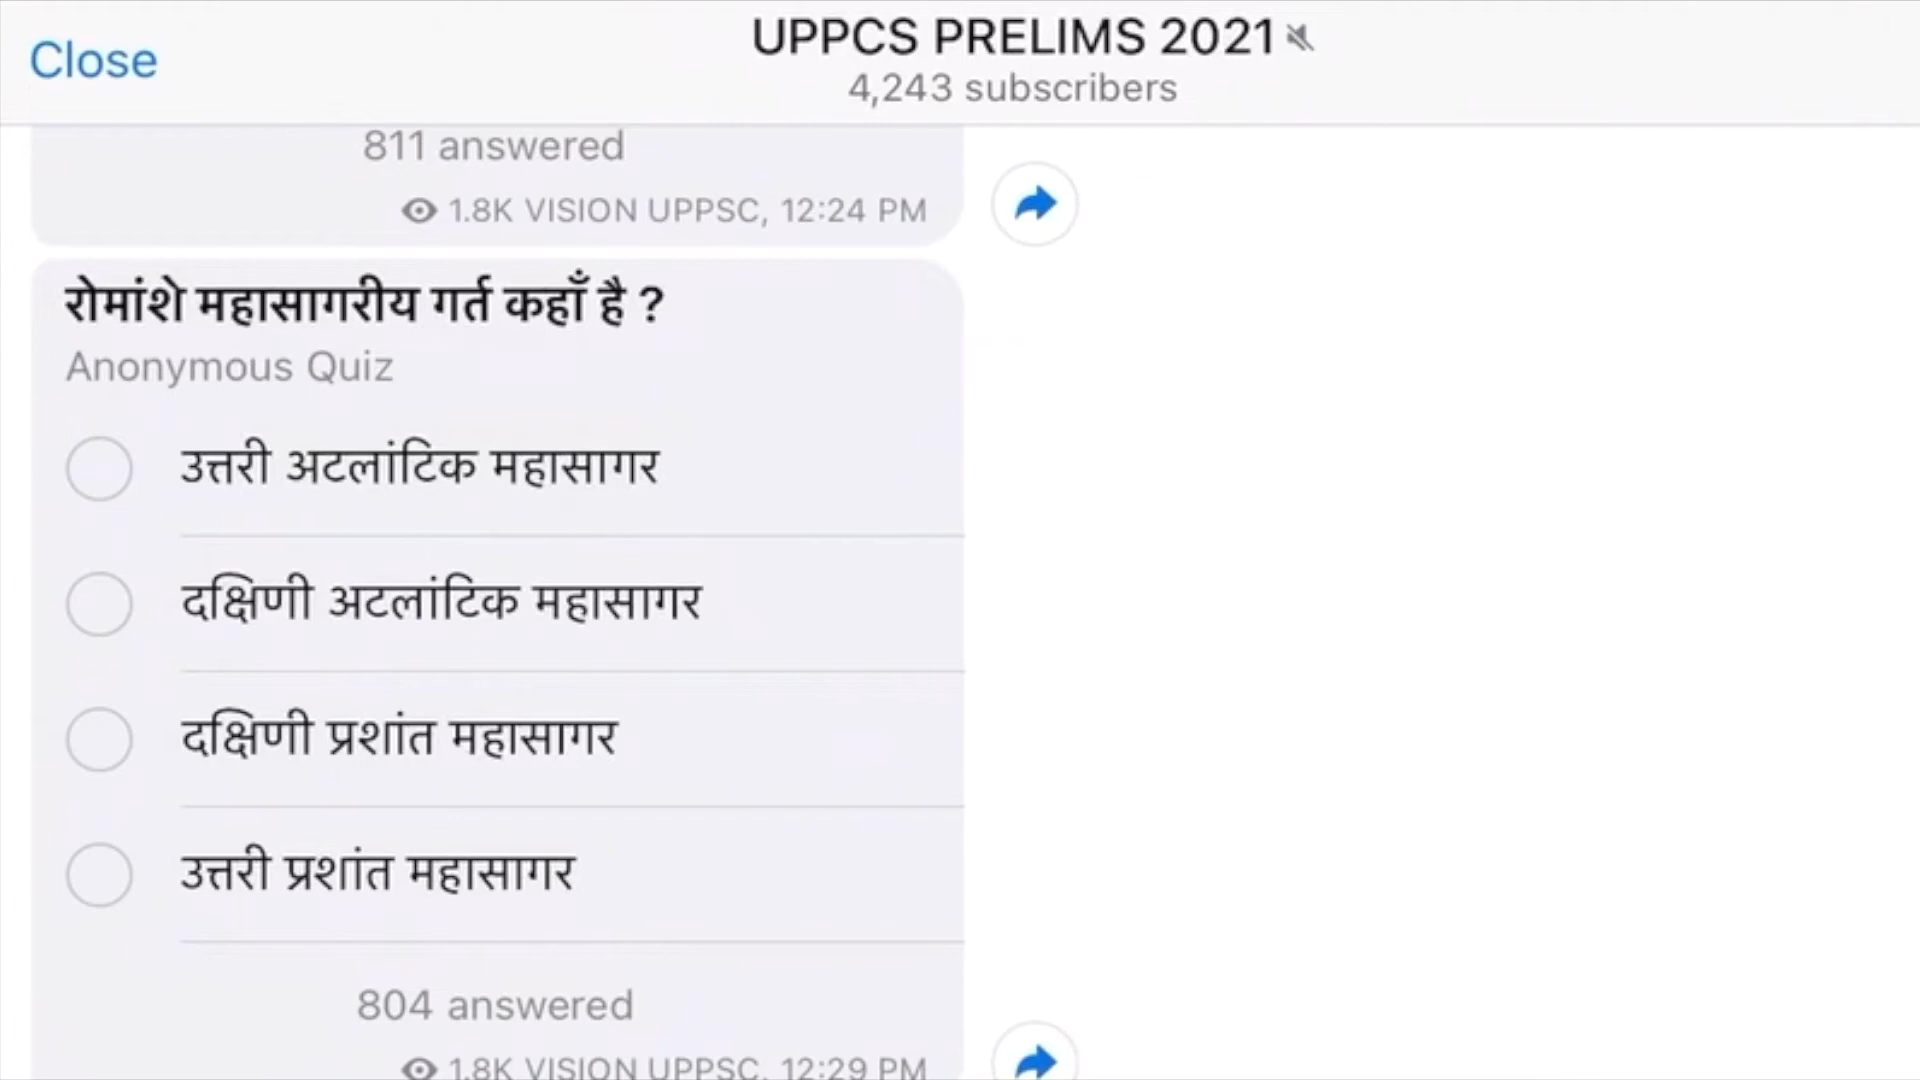 Close
UPPCS PRELIMS 2021
4,243 subscribers
811 answered
1.8K VISION UPPSC, 12:24 PM
रोमांशे महासागरीय गर्त कहाँ है ?
Anonymous Quiz
उत्तरी अटलांटिक महासागर
दक्षिणी अटलांटिक महासागर
दक्षिणी प्रशांत महासागर
उत्तरी प्रशांत महासागर
804 answered
1.8K VISION UPPSC, 12:29 PM